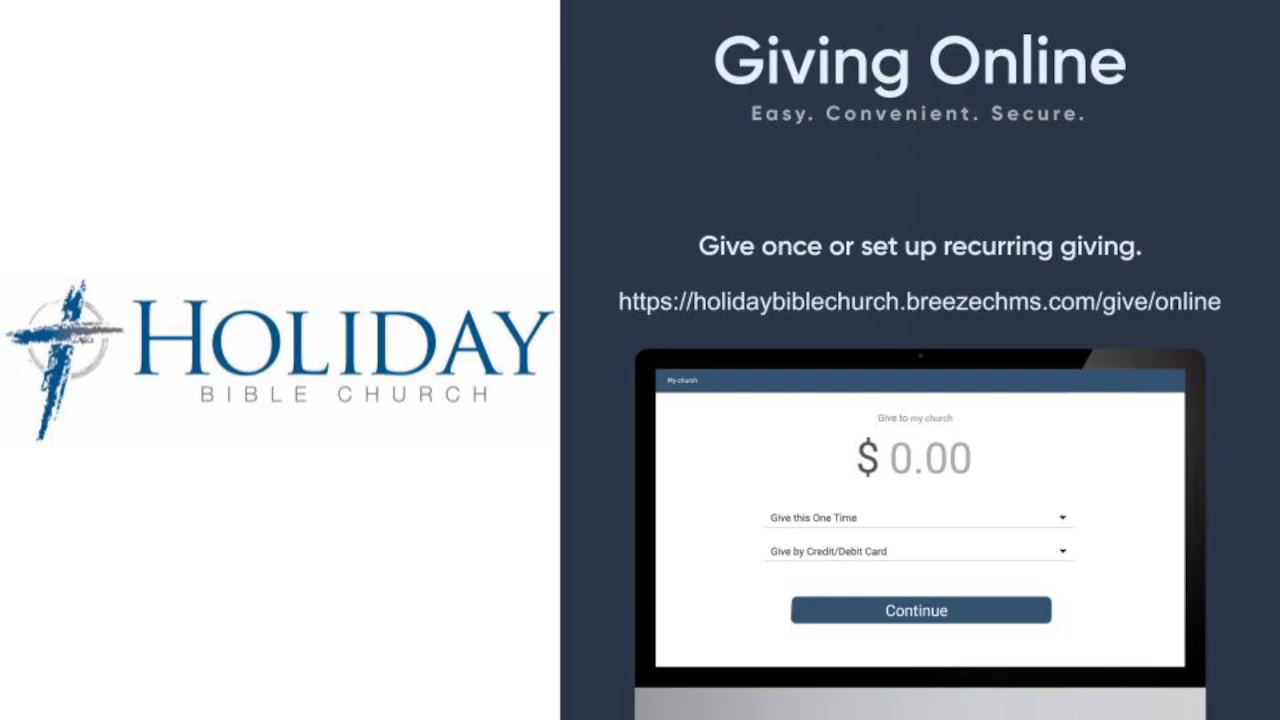 HOLIDAY
BIBLE CHURCH
Giving Online
Easy. Convenient. Secure.
Give once or set up recurring giving.
https://holidaybiblechurch.breezechms.com/give/online
My church
Give to my church
$ 0.00
Give this One Time
Give by Credit/Debit Card
Continue